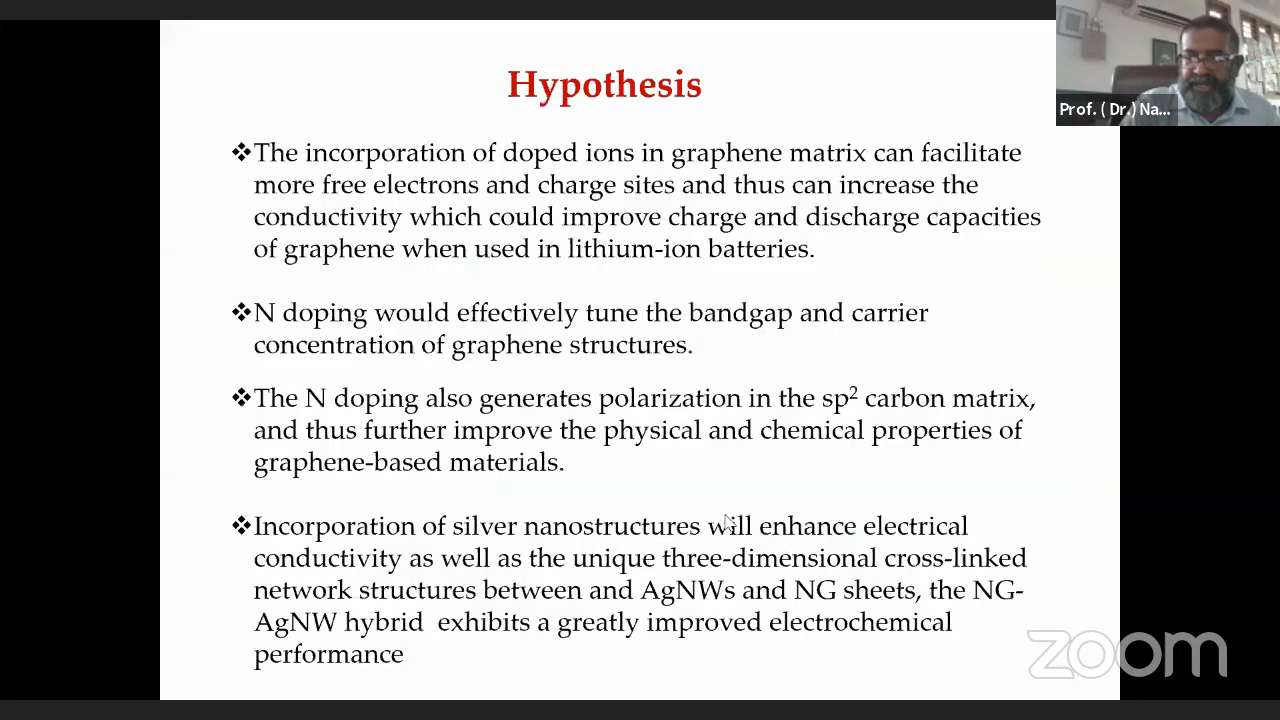 Hypothesis
❖The incorporation of doped ions in graphene matrix can facilitate
more free electrons and charge sites and thus can increase the
conductivity which could improve charge and discharge capacities
of graphene when used in lithium-ion batteries.
❖N doping would effectively tune the bandgap and carrier
concentration of graphene structures.
❖The N doping also generates polarization in the sp² carbon matrix,
and thus further improve the physical and chemical properties of
graphene-based materials.
❖Incorporation of silver nanostructures will enhance electrical
conductivity as well as the unique three-dimensional cross-linked
network structures between and AgNWs and NG sheets, the NG-
AgNW hybrid exhibits a greatly improved electrochemical
performance
Prof. ( Dr.) Na...
zoom